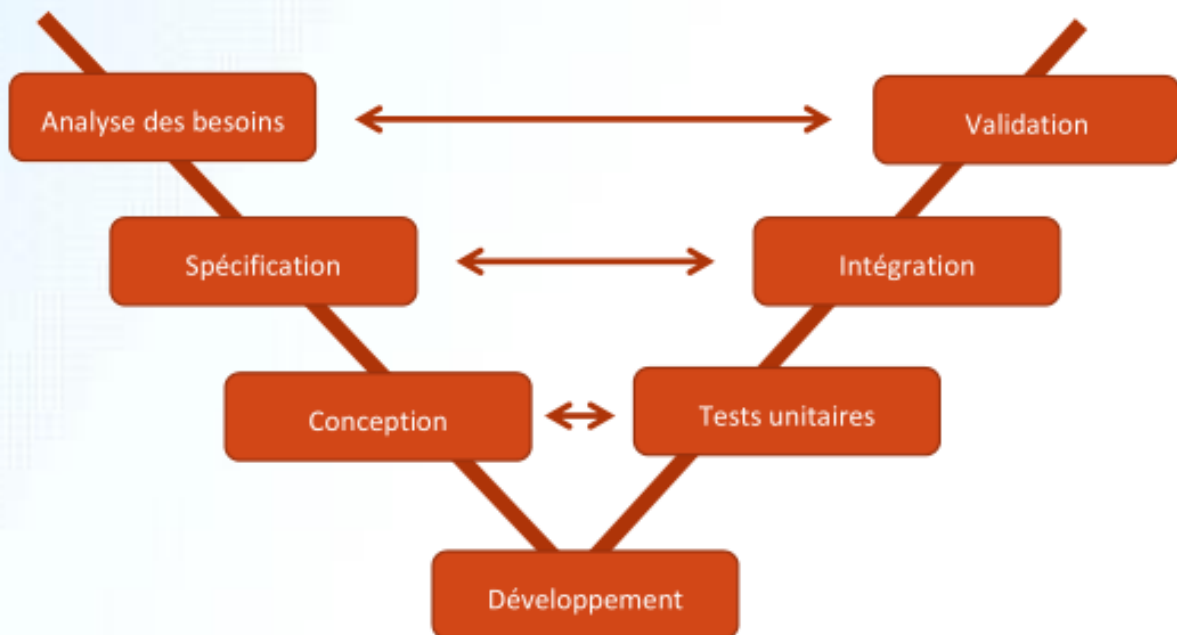 Analyse des besoins
Validation
Spécification
Intégration
Conception
Tests unitaires
Développement